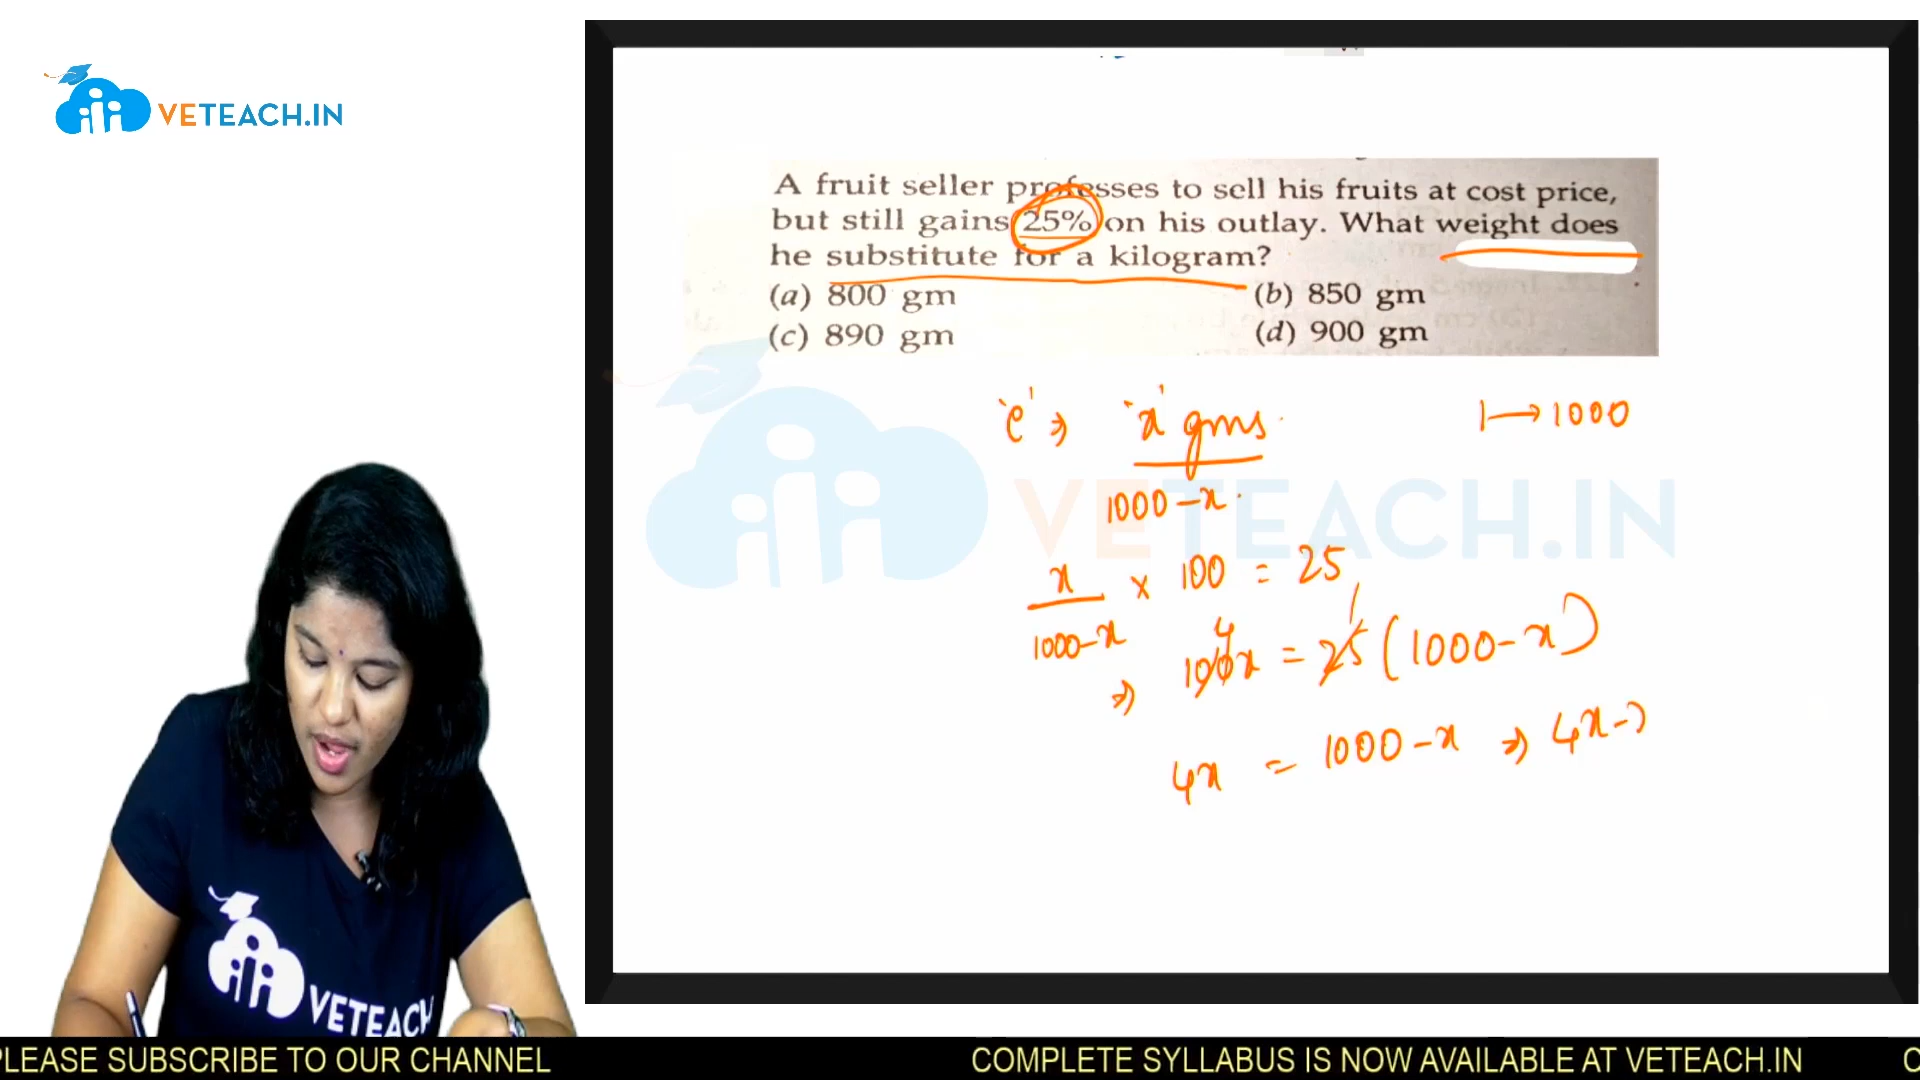 VETEACH.IN
A fruit seller professes to sell his fruits at cost price,
but still gains 25% on his outlay. What weight does
he substitute for a kilogram?
(a) 800 gm (b) 850 gm
(c) 890 gm (d) 900 gm
'e' ⇒ 'x' gms. 1 → 1000
1000 - x.
VETEACH.IN
x/1000-x × 100 = 25
⇒ 100x = 25 (1000 - x)
4 1
4x = 1000 - x ⇒ 4x -
VETEACH
PLEASE SUBSCRIBE TO OUR CHANNEL COMPLETE SYLLABUS IS NOW AVAILABLE AT VETEACH.IN C